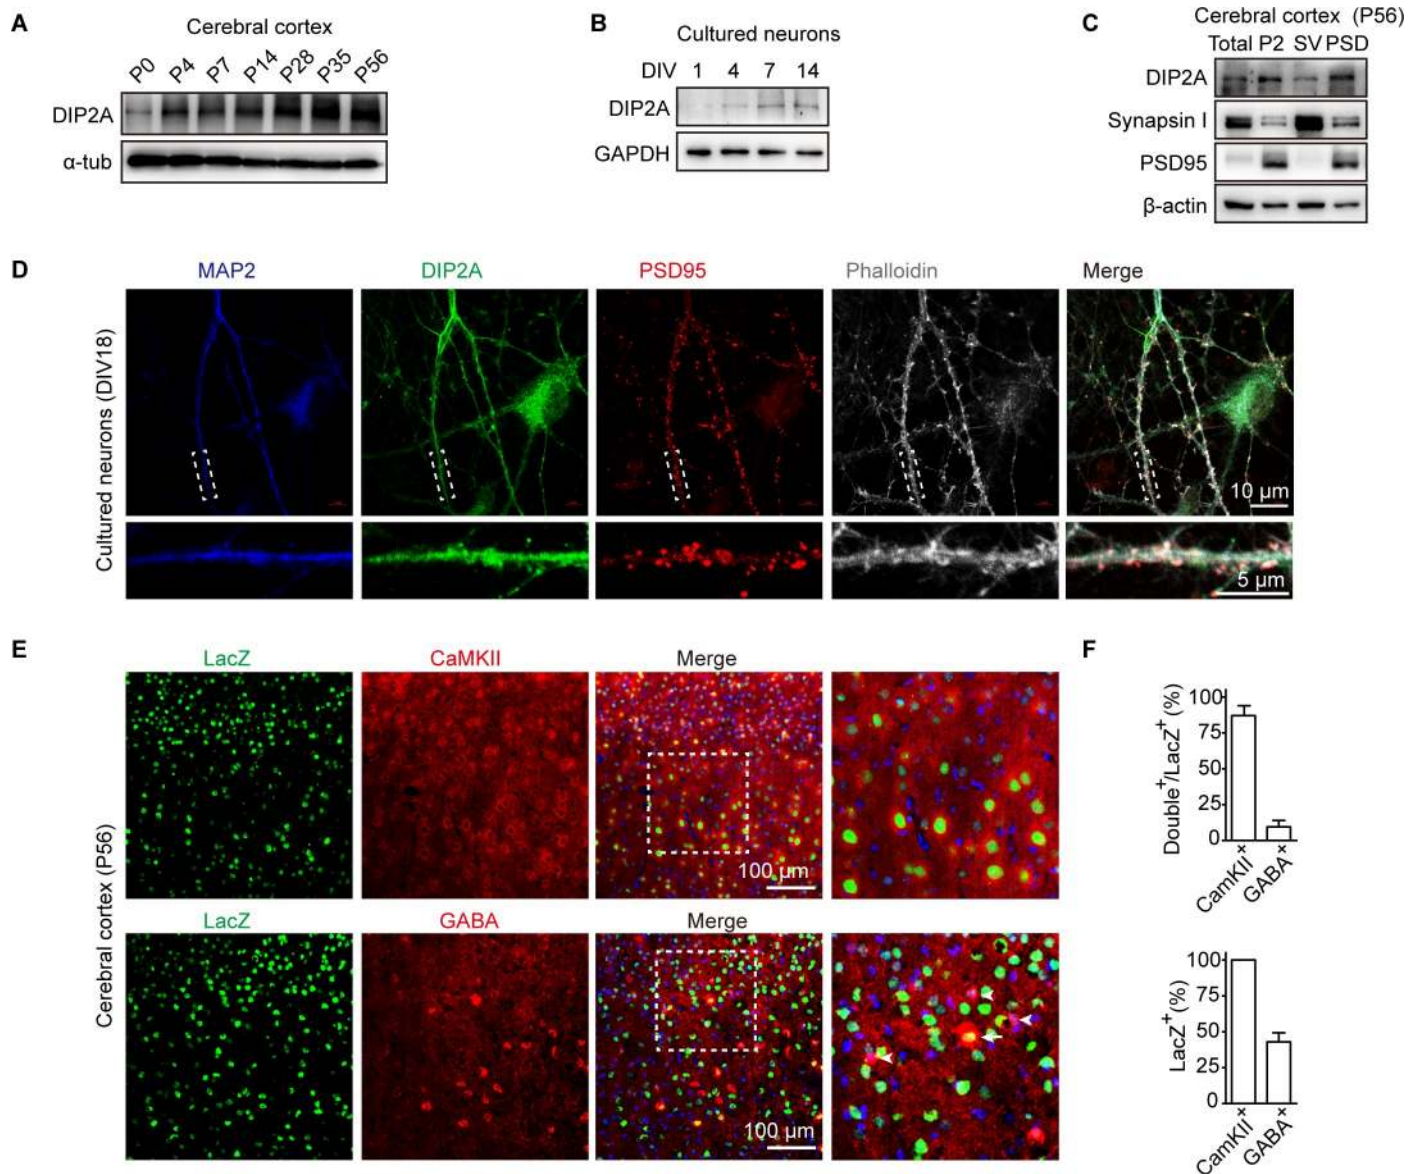 A
Cerebral cortex
P0 P4 P7 P14 P28 P35 P56
DIP2A
α-tub
B
Cultured neurons
DIV 1 4 7 14
DIP2A
GAPDH
C
Cerebral cortex (P56)
Total P2 SV PSD
DIP2A
Synapsin I
PSD95
β-actin
D
MAP2 DIP2A PSD95 Phalloidin Merge
Cultured neurons (DIV18)
10 µm
5 µm
E
LacZ CaMKII Merge
Cerebral cortex (P56)
100 µm
LacZ GABA Merge
100 µm
F
Double+/LacZ+ (%)
100
75
50
25
0
CamKII+ GABA+
LacZ+(%)
100
75
50
25
0
CamKII+ GABA+